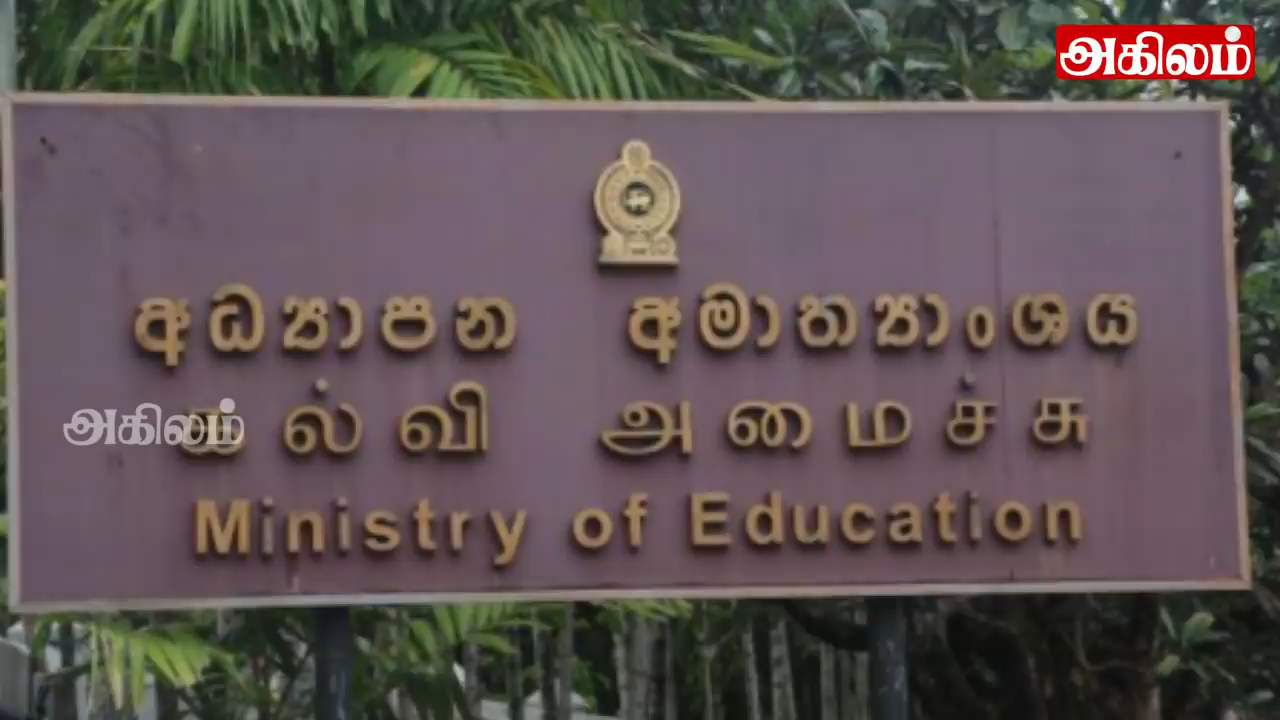 அகிலம்
අධ්‍යාපන අමාත්‍යාංශය
அகிலம்
கல்வி அமைச்சு
Ministry of Education